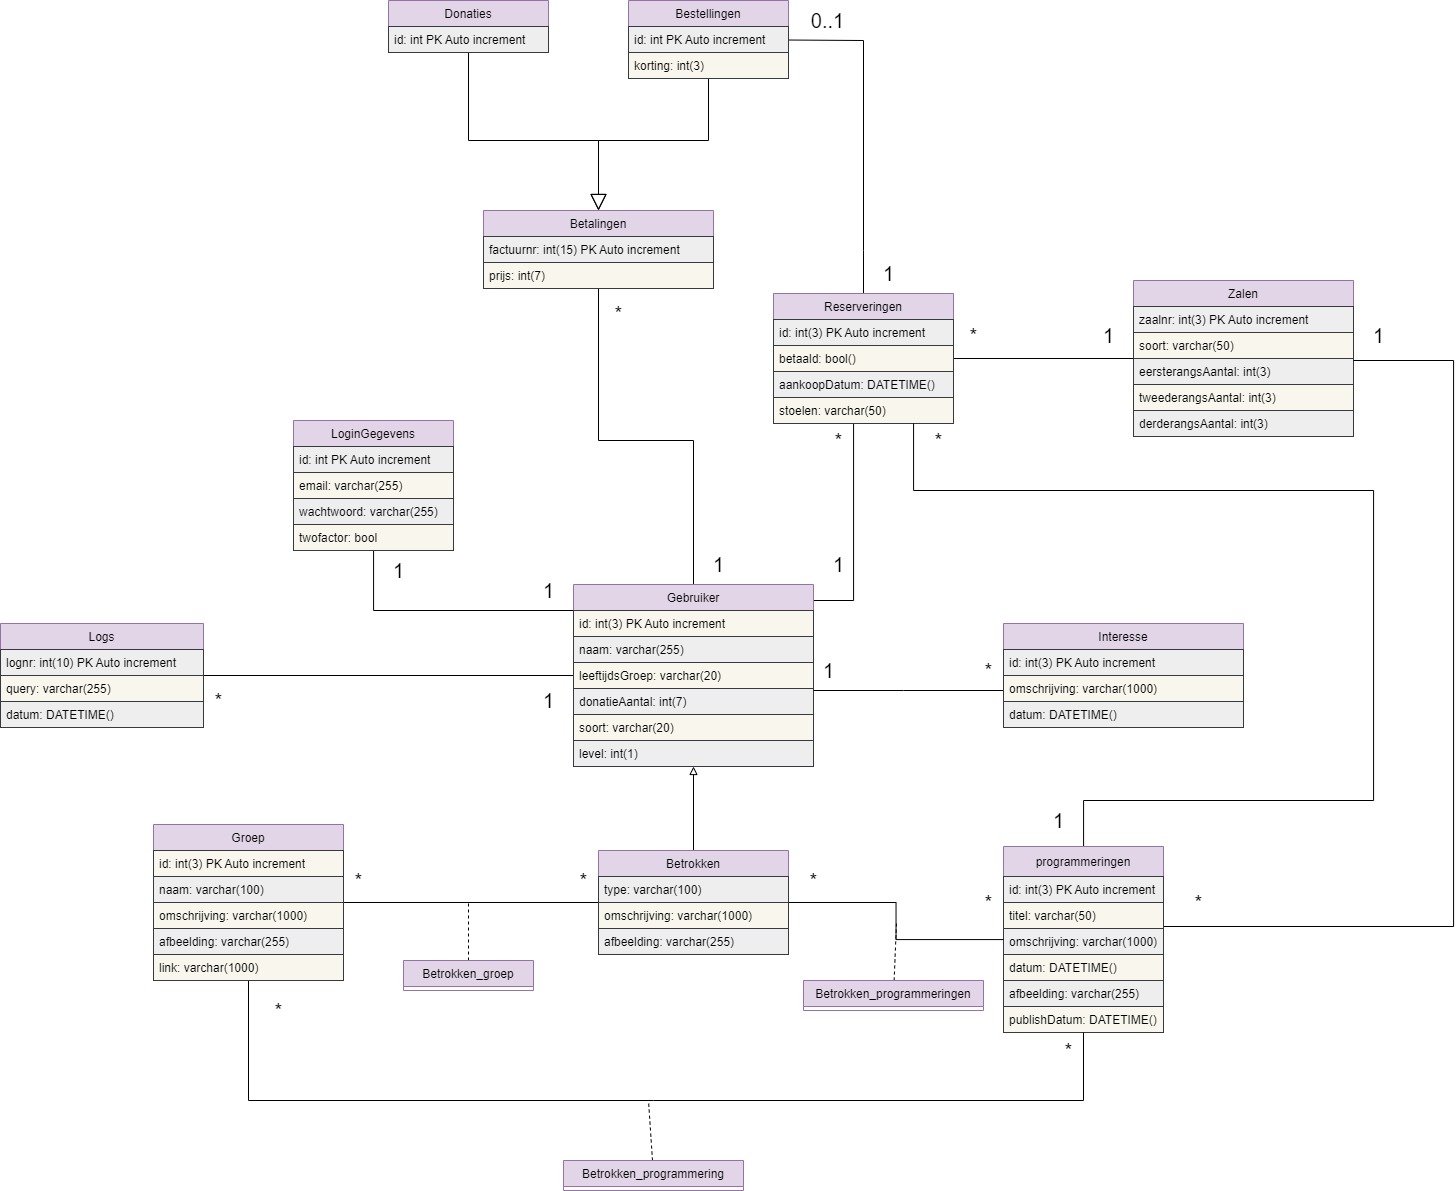 Donaties
id: int PK Auto increment
Bestellingen
id: int PK Auto increment
korting: int(3)
0..1
Betalingen
factuurnr: int(15) PK Auto increment
prijs: int(7)
*
1
Reserveringen
id: int(3) PK Auto increment
betaald: bool()
aankoopDatum: DATETIME()
stoelen: varchar(50)
*
1
Zalen
zaalnr: int(3) PK Auto increment
soort: varchar(50)
eersterangsAantal: int(3)
tweederangsAantal: int(3)
derderangsAantal: int(3)
1
*
*
LoginGegevens
id: int PK Auto increment
email: varchar(255)
wachtwoord: varchar(255)
twofactor: bool
1
1
1
1
Gebruiker
id: int(3) PK Auto increment
naam: varchar(255)
leeftijdsGroep: varchar(20)
donatieAantal: int(7)
soort: varchar(20)
level: int(1)
Logs
lognr: int(10) PK Auto increment
query: varchar(255)
datum: DATETIME()
*
1
1
*
Interesse
id: int(3) PK Auto increment
omschrijving: varchar(1000)
datum: DATETIME()
Groep
id: int(3) PK Auto increment
naam: varchar(100)
omschrijving: varchar(1000)
afbeelding: varchar(255)
link: varchar(1000)
*
*
Betrokken
type: varchar(100)
omschrijving: varchar(1000)
afbeelding: varchar(255)
*
*
1
programmeringen
id: int(3) PK Auto increment
titel: varchar(50)
omschrijving: varchar(1000)
datum: DATETIME()
afbeelding: varchar(255)
publishDatum: DATETIME()
*
Betrokken_groep
Betrokken_programmeringen
*
*
Betrokken_programmering